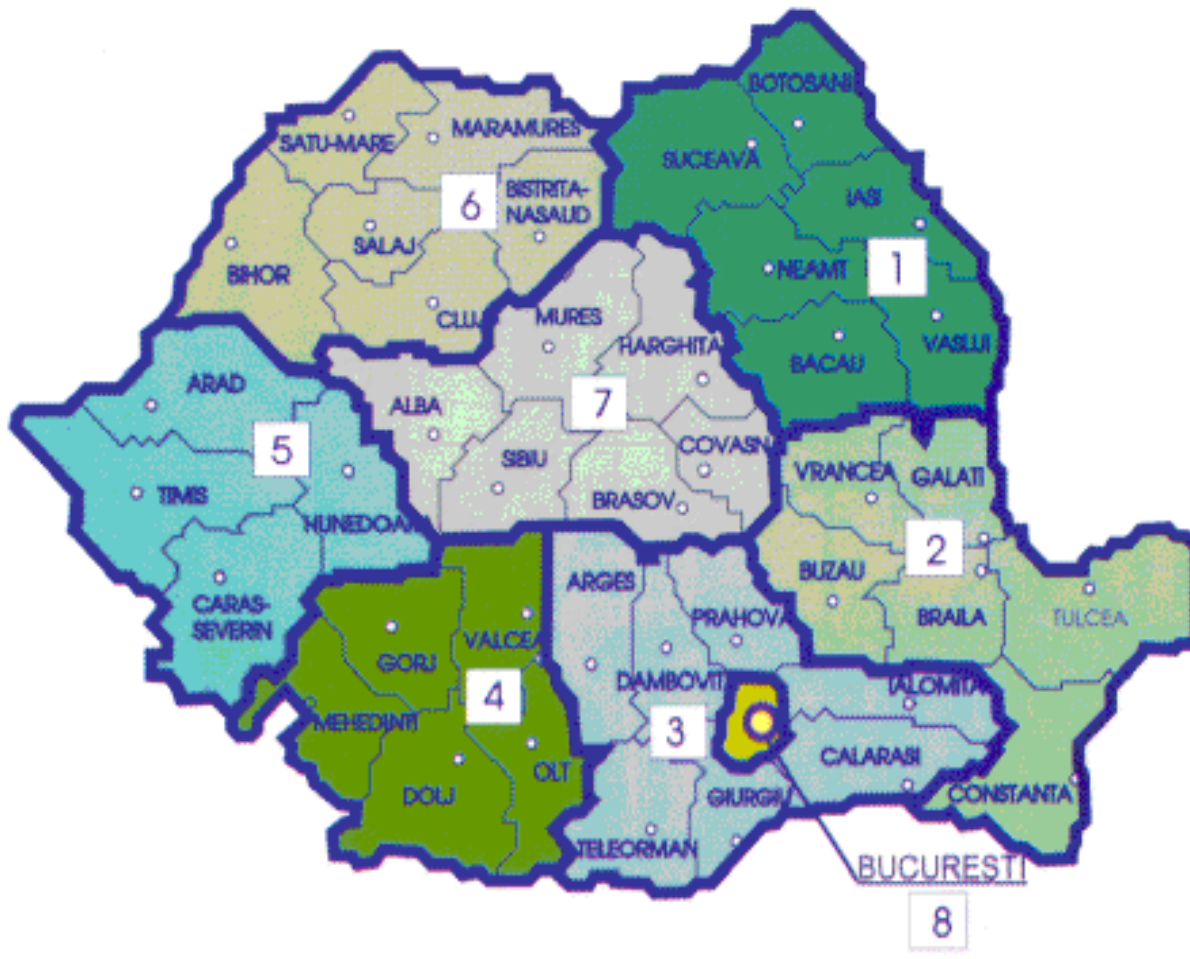 BOTOSANI
SATU-MARE
MARAMURES
SUCEAVA
IASI
BISTRITA-
NASAUD
6
SALAJ
BIHOR
NEAMT
1
CLUJ
MURES
HARGHITA
BACAU
VASLUI
ARAD
ALBA
7
5
SIBIU
COVASN
VRANCEA
GALATI
TIMIS
BRASOV
HUNEDOARA
2
BUZAU
ARGES
CARAS-
SEVERIN
PRAHOVA
BRAILA
TULCEA
GORJ
VALCEA
DAMBOVIT
IALOMITA
4
MEHEDINTI
3
CALARASI
OLT
DOLJ
GIURGIU
CONSTANTA
TELEORMAN
BUCURESTI
8